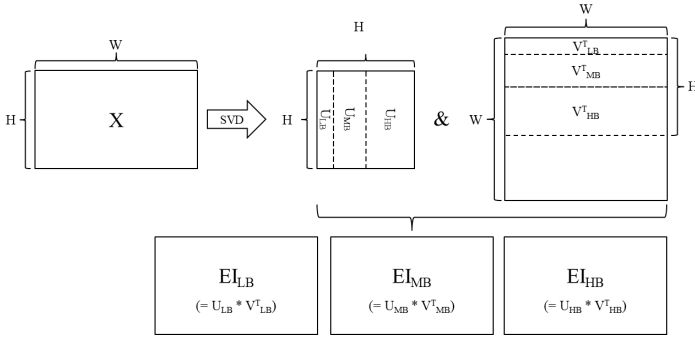 W
H
X
SVD
H
H
U_LB
U_MB
U_HB
&
W
W
V^T_LB
V^T_MB
V^T_HB
H
EI_LB
(= U_LB * V^T_LB)
EI_MB
(= U_MB * V^T_MB)
EI_HB
(= U_HB * V^T_HB)